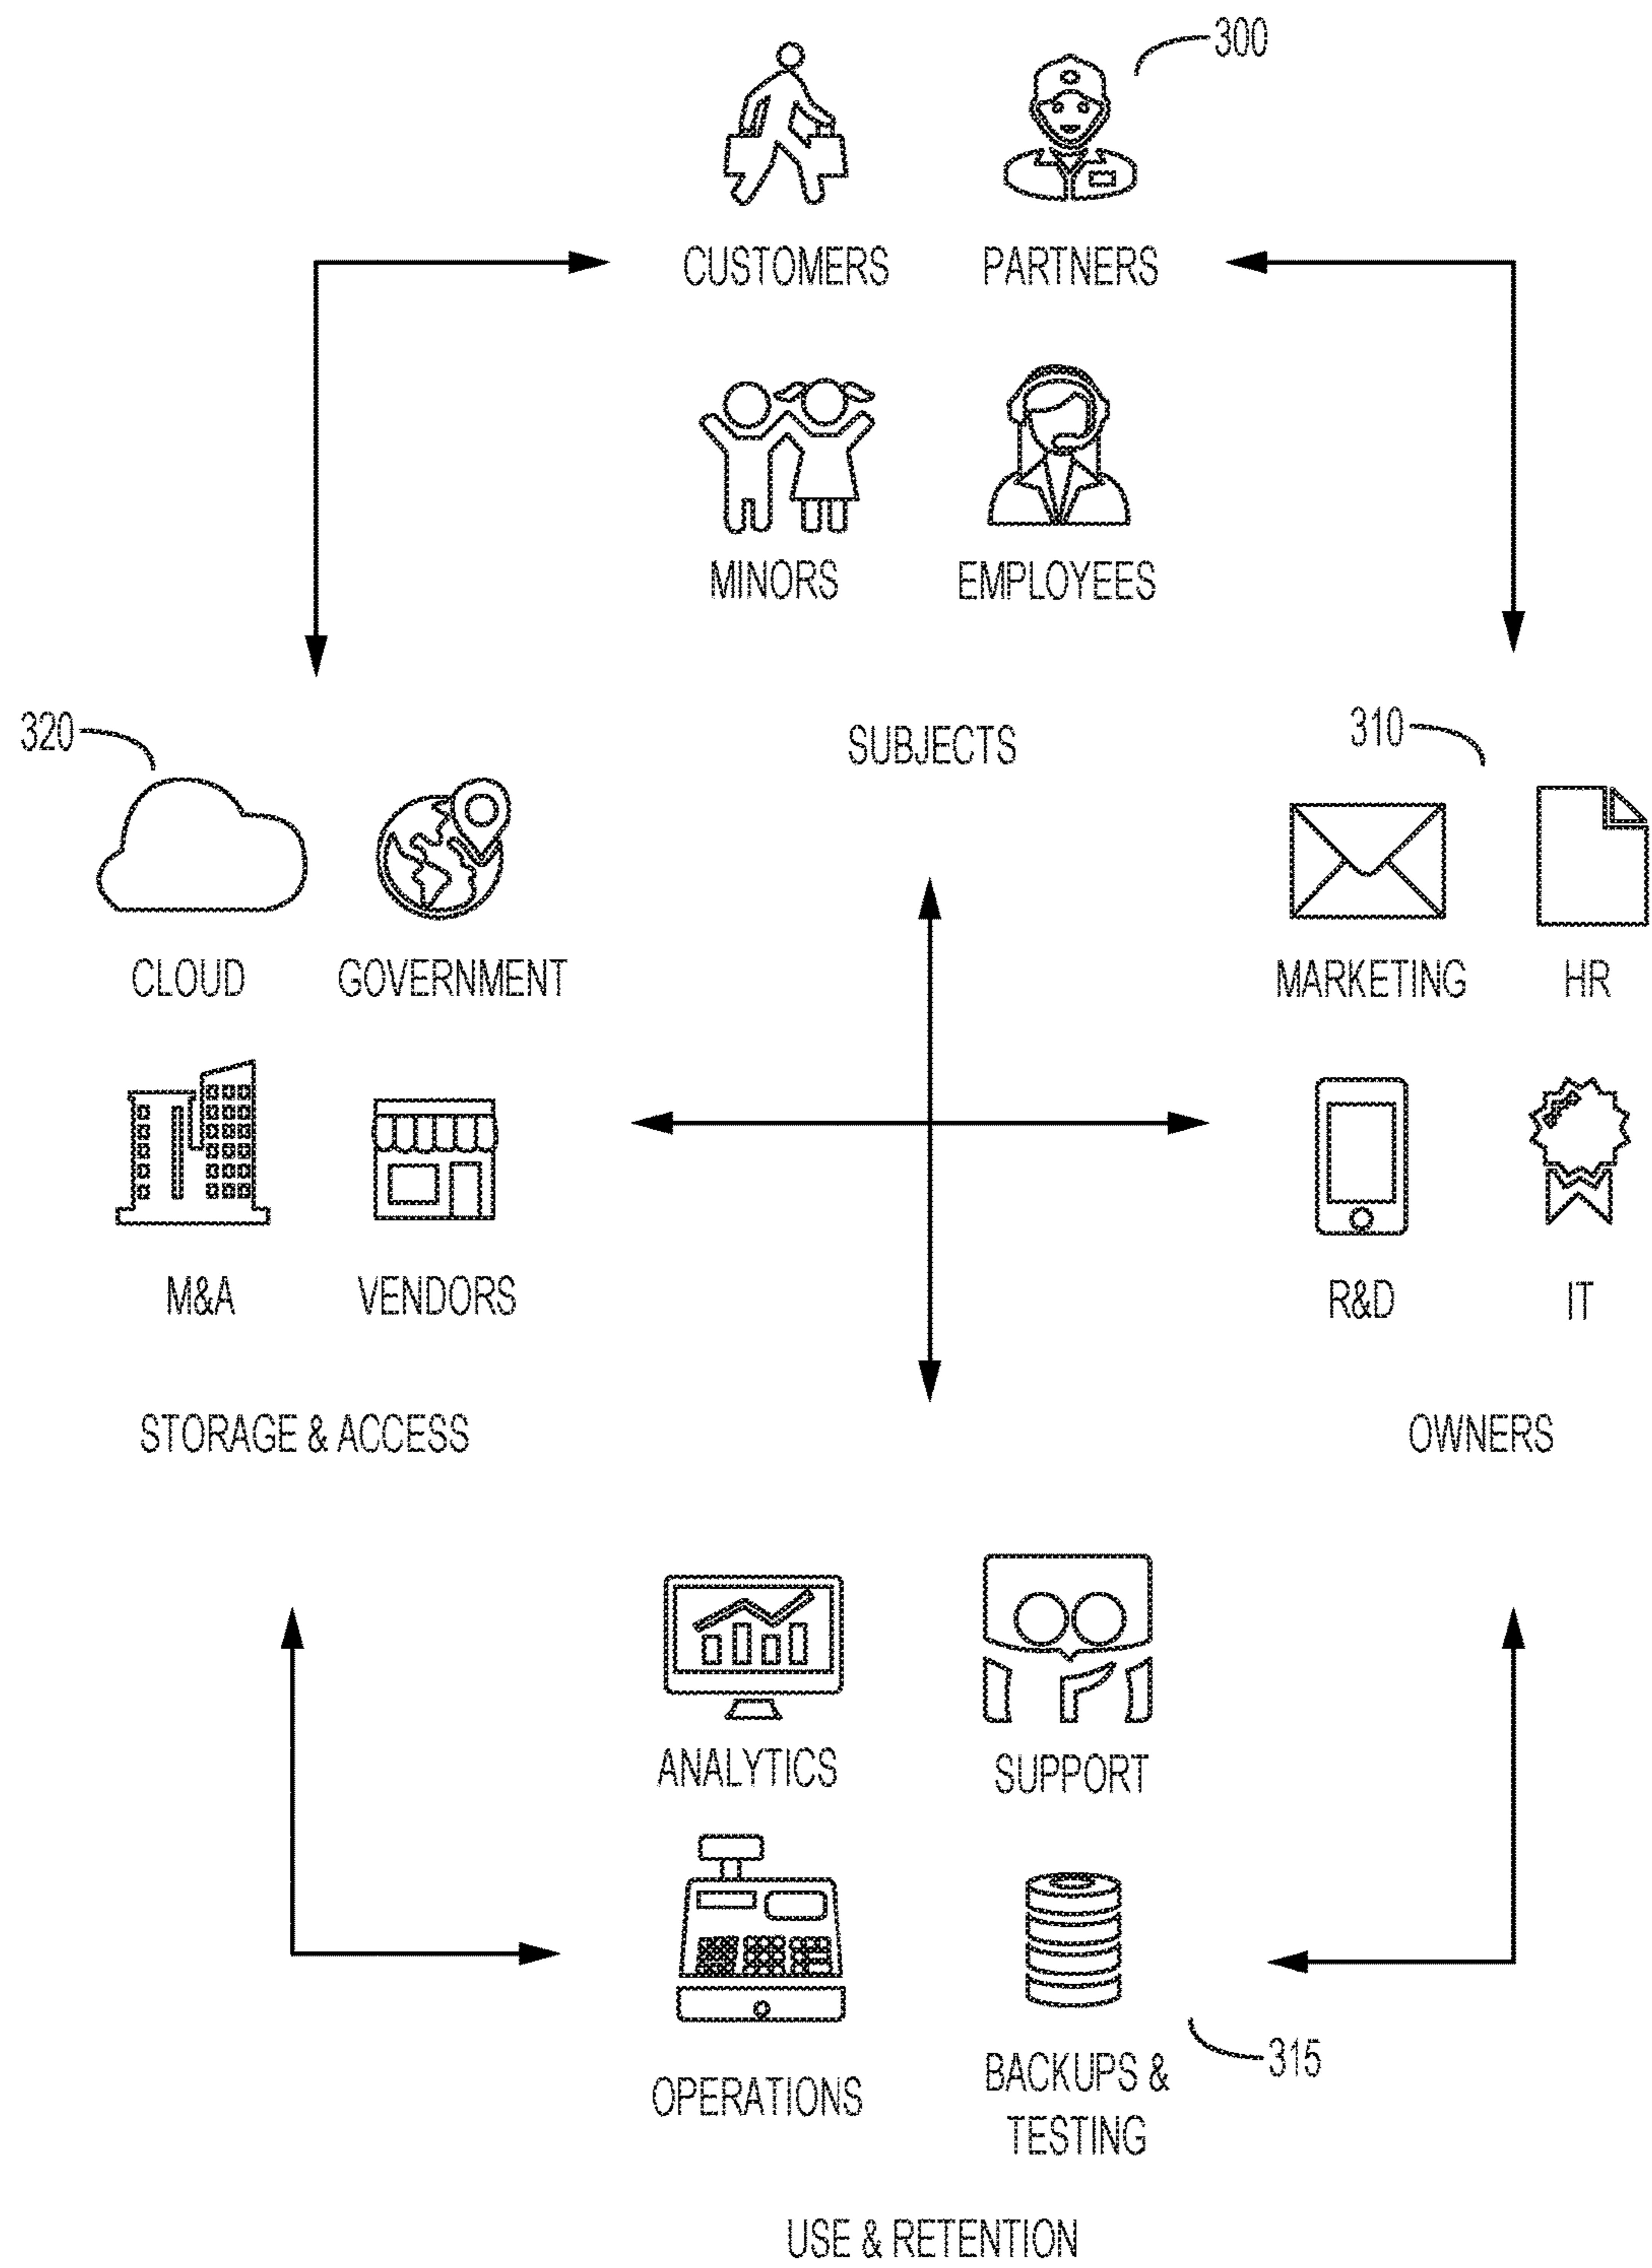 300
CUSTOMERS
PARTNERS
MINORS
EMPLOYEES
SUBJECTS
320
CLOUD
GOVERNMENT
M&A
VENDORS
STORAGE & ACCESS
310
MARKETING
HR
R&D
IT
OWNERS
ANALYTICS
SUPPORT
OPERATIONS
BACKUPS &
TESTING
315
USE & RETENTION